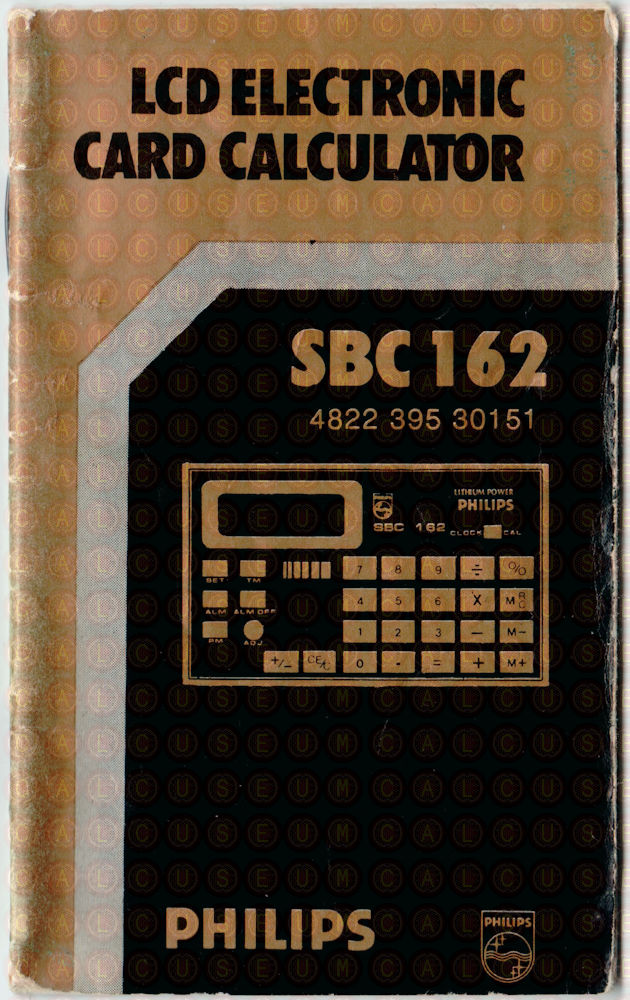 LCD ELECTRONIC
CARD CALCULATOR
SBC 162
4822 395 30151
LITHIUM POWER
PHILIPS
SBC 162
CLOCK CAL
SET TM
7 8 9 ÷ %
ALM ALM OFF
4 5 6 X MRC
PM ADJ
1 2 3 − M−
+/− CE/C 0 · = + M+
PHILIPS
PHILIPS